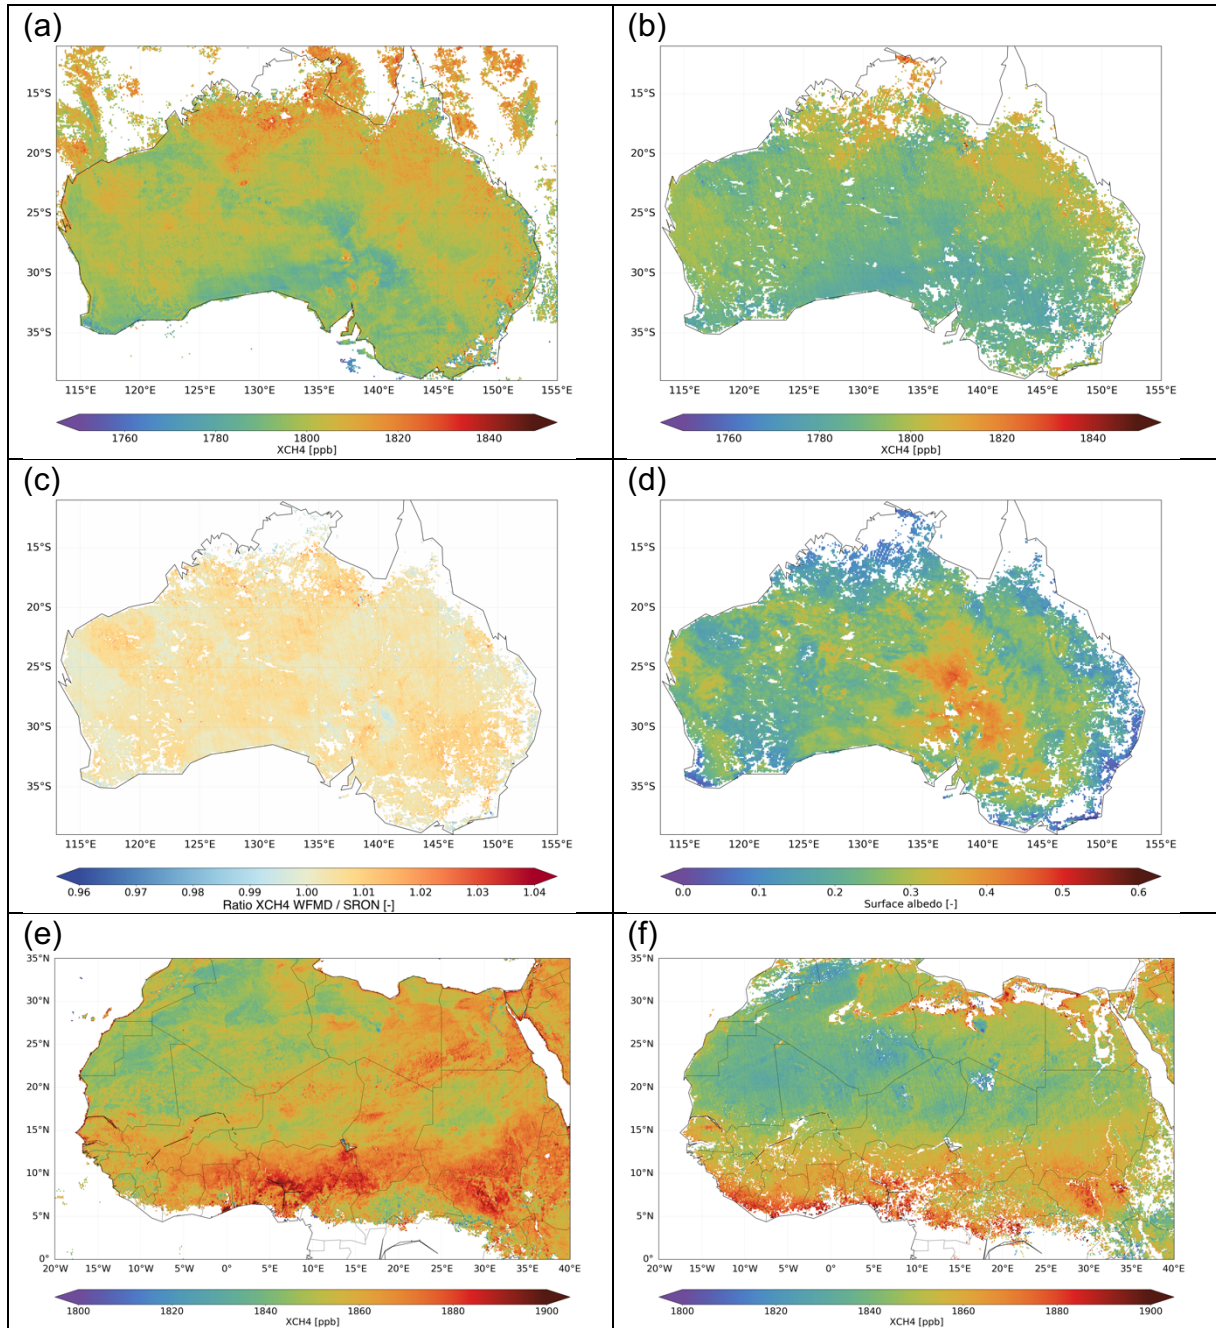 (a)
15°S
20°S
25°S
30°S
35°S
115°E 120°E 125°E 130°E 135°E 140°E 145°E 150°E 155°E
1760 1780 1800 1820 1840
XCH4 [ppb]
(b)
15°S
20°S
25°S
30°S
35°S
115°E 120°E 125°E 130°E 135°E 140°E 145°E 150°E 155°E
1760 1780 1800 1820 1840
XCH4 [ppb]
(c)
15°S
20°S
25°S
30°S
35°S
115°E 120°E 125°E 130°E 135°E 140°E 145°E 150°E 155°E
0.96 0.97 0.98 0.99 1.00 1.01 1.02 1.03 1.04
Ratio XCH4 WFMD / SRON [-]
(d)
15°S
20°S
25°S
30°S
35°S
115°E 120°E 125°E 130°E 135°E 140°E 145°E 150°E 155°E
0.0 0.1 0.2 0.3 0.4 0.5 0.6
Surface albedo [-]
(e)
35°N
30°N
25°N
20°N
15°N
10°N
5°N
0°
20°W 15°W 10°W 5°W 0° 5°E 10°E 15°E 20°E 25°E 30°E 35°E 40°E
1800 1820 1840 1860 1880 1900
XCH4 [ppb]
(f)
35°N
30°N
25°N
20°N
15°N
10°N
5°N
0°
20°W 15°W 10°W 5°W 0° 5°E 10°E 15°E 20°E 25°E 30°E 35°E 40°E
1800 1820 1840 1860 1880 1900
XCH4 [ppb]